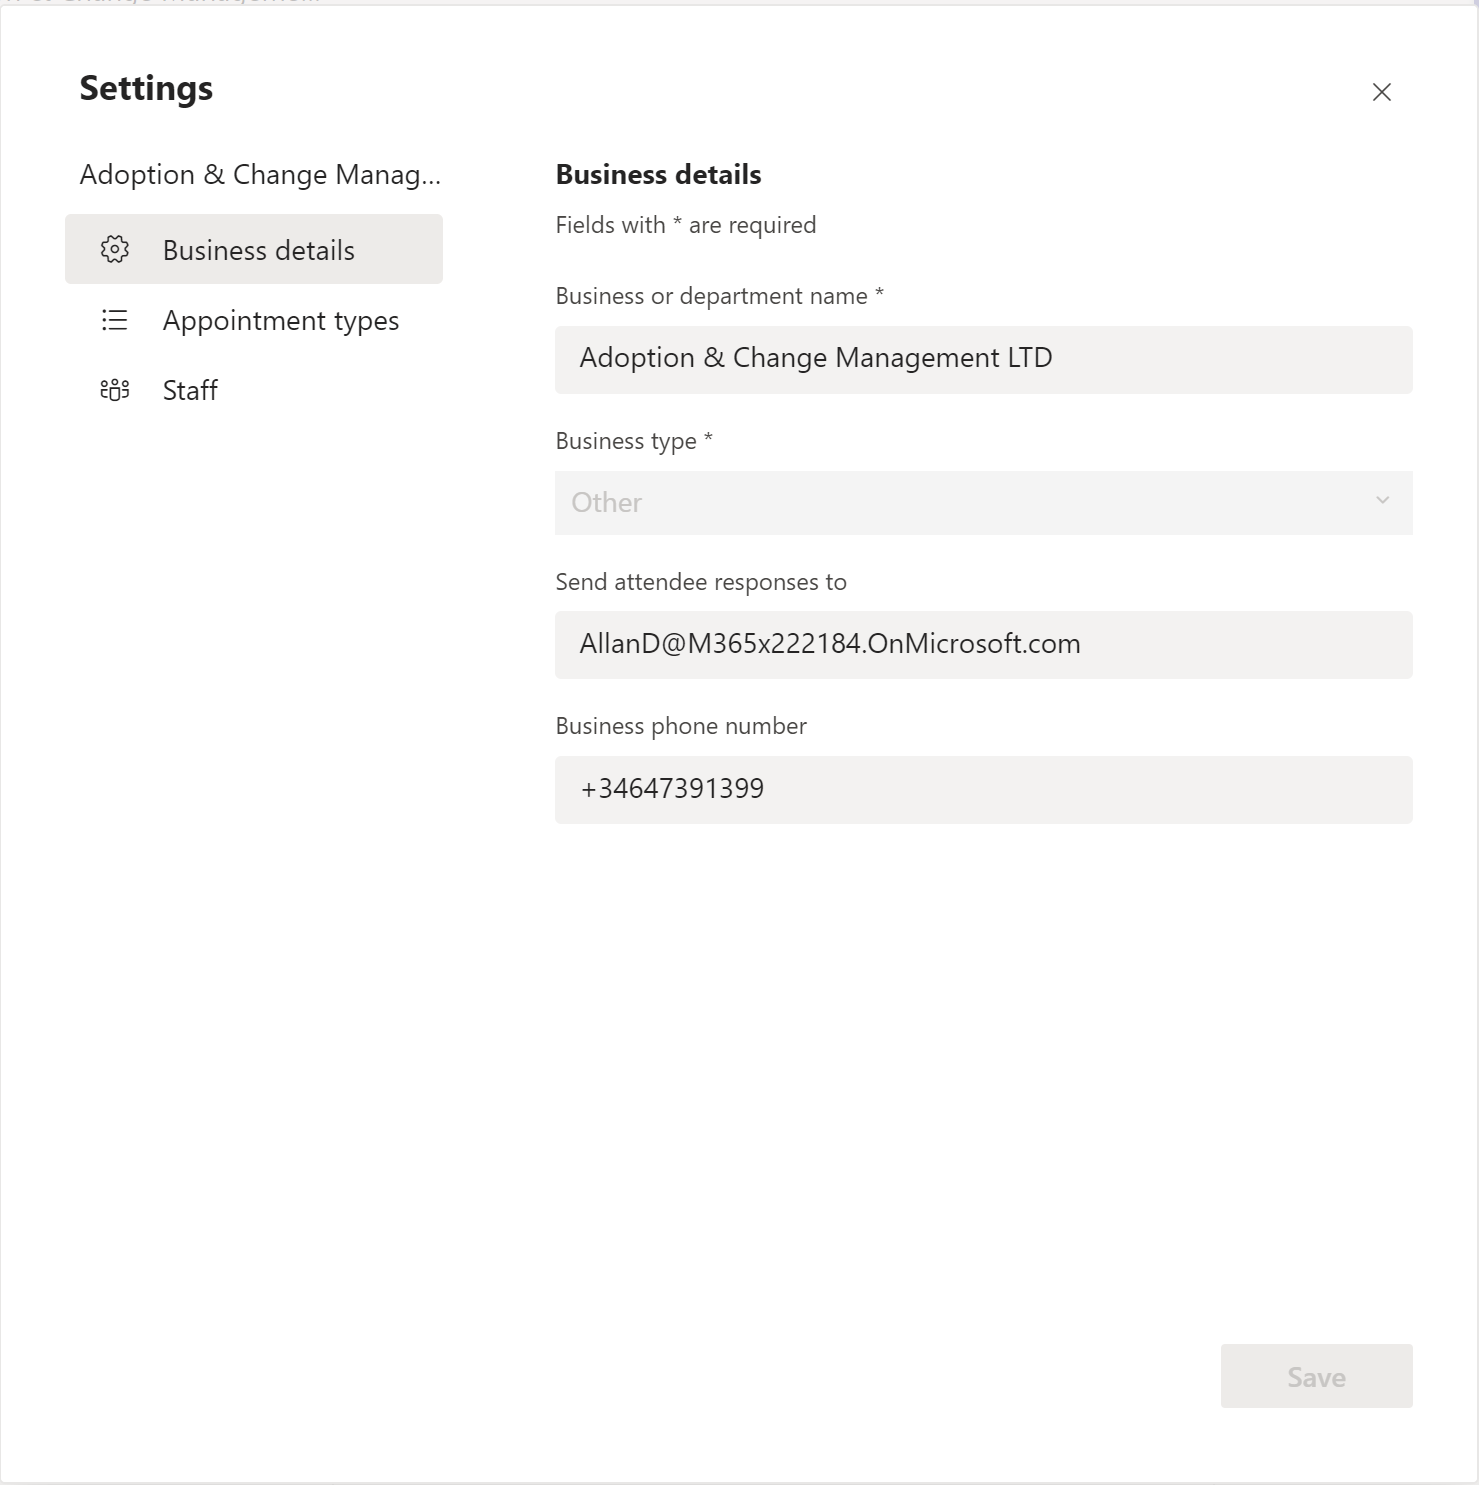 Settings
Adoption & Change Manag...
Business details
Appointment types
Staff
Business details
Fields with * are required
Business or department name *
Adoption & Change Management LTD
Business type *
Other
Send attendee responses to
AllanD@M365x222184.OnMicrosoft.com
Business phone number
+34647391399
Save